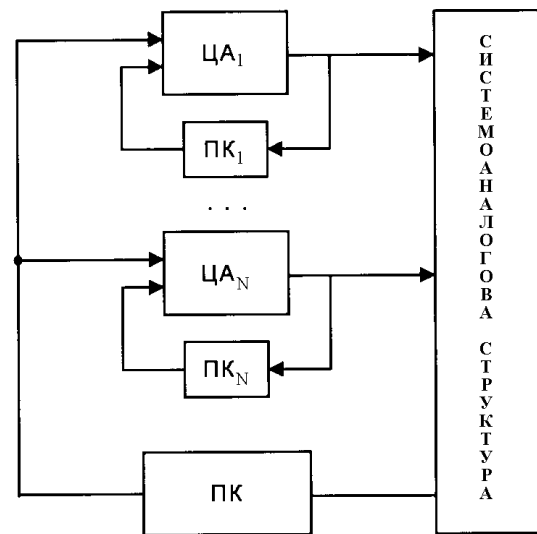 ЦА1
ПК1
. . .
ЦАN
ПКN
ПК
СИСТЕМОАНАЛОГОВА СТРУКТУРА